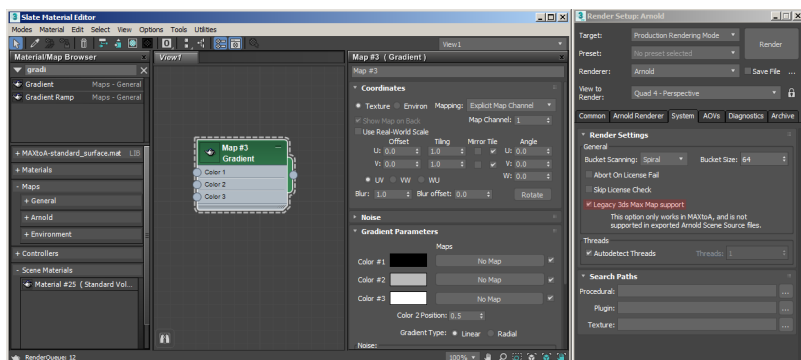 Slate Material Editor
Modes Material Edit Select View Options Tools Utilities
View1
Material/Map Browser
gradi
Gradient Maps - General
Gradient Ramp Maps - General
+ MAXtoA-standard_surface.mat LIB
+ Materials
- Maps
+ General
+ Arnold
+ Environment
+ Controllers
- Scene Materials
Material #25 ( Standard Vol...
RenderQueue: 12
View1
Map #3
Gradient
Color 1
Color 2
Color 3
Map #3 ( Gradient )
Map #3
Coordinates
Texture Environ Mapping: Explicit Map Channel
Show Map on Back Map Channel: 1
Use Real-World Scale
Offset Tiling Mirror Tile Angle
U: 0.0 1.0 U: 0.0
V: 0.0 1.0 V: 0.0
UV VW WU W: 0.0
Blur: 1.0 Blur offset: 0.0 Rotate
Noise
Gradient Parameters
Maps
Color #1 No Map
Color #2 No Map
Color #3 No Map
Color 2 Position: 0.5
Gradient Type: Linear Radial
Noise:
100%
Render Setup: Arnold
Target: Production Rendering Mode
Render
Preset: No preset selected
Renderer: Arnold Save File ...
View to Render: Quad 4 - Perspective
Common Arnold Renderer System AOVs Diagnostics Archive
Render Settings
General
Bucket Scanning: Spiral Bucket Size: 64
Abort On License Fail
Skip License Check
Legacy 3ds Max Map support
This option only works in MAXtoA, and is not
supported in exported Arnold Scene Source files.
Threads
Autodetect Threads Threads: 1
Search Paths
Procedural: ...
Plugin: ...
Texture: ...